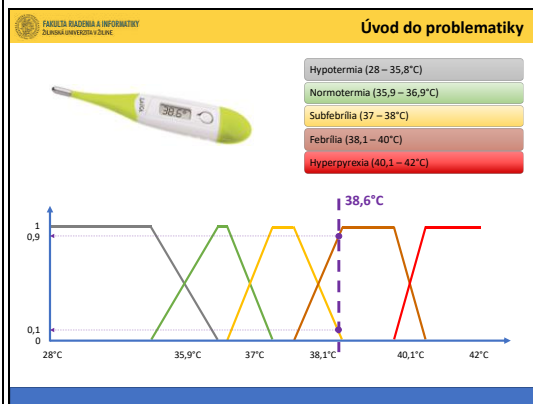 FAKULTA RIADENIA A INFORMATIKY
ŽILINSKÁ UNIVERZITA V ŽILINE
Úvod do problematiky
38.6°
Hypotermia (28 – 35,8°C)
Normotermia (35,9 – 36,9°C)
Subfebrília (37 – 38°C)
Febrília (38,1 – 40°C)
Hyperpyrexia (40,1 – 42°C)
38,6°C
1
0,9
0,1
0
28°C
35,9°C
37°C
38,1°C
40,1°C
42°C